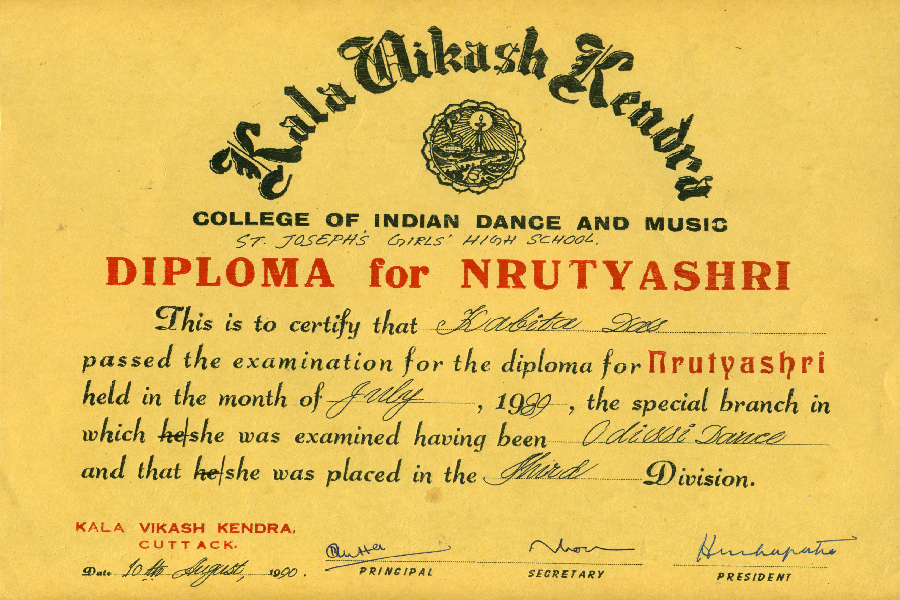 Kala Vikash Kendra
COLLEGE OF INDIAN DANCE AND MUSIC
ST. JOSEPH'S GIRLS' HIGH SCHOOL.
DIPLOMA for NRUTYASHRI
This is to certify that Kabita Das
passed the examination for the diploma for Nrutyashri
held in the month of July, 1989, the special branch in
which he/she was examined having been Odissi Dance
and that he/she was placed in the Third Division.
KALA VIKASH KENDRA,
CUTTACK.
Date 10th August, 1990.
PRINCIPAL SECRETARY PRESIDENT